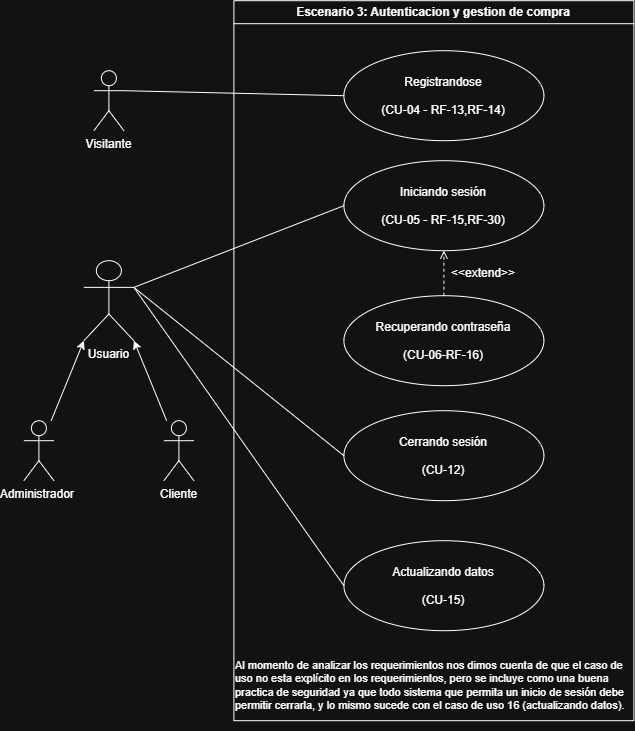 Escenario 3: Autenticacion y gestion de compra
Registrandose
(CU-04 - RF-13,RF-14)
Visitante
Iniciando sesión
(CU-05 - RF-15,RF-30)
<<extend>>
Usuario
Recuperando contraseña
(CU-06-RF-16)
Administrador
Cliente
Cerrando sesión
(CU-12)
Actualizando datos
(CU-15)
Al momento de analizar los requerimientos nos dimos cuenta de que el caso de
uso no esta explícito en los requerimientos, pero se incluye como una buena
practica de seguridad ya que todo sistema que permita un inicio de sesión debe
permitir cerrarla, y lo mismo sucede con el caso de uso 16 (actualizando datos).